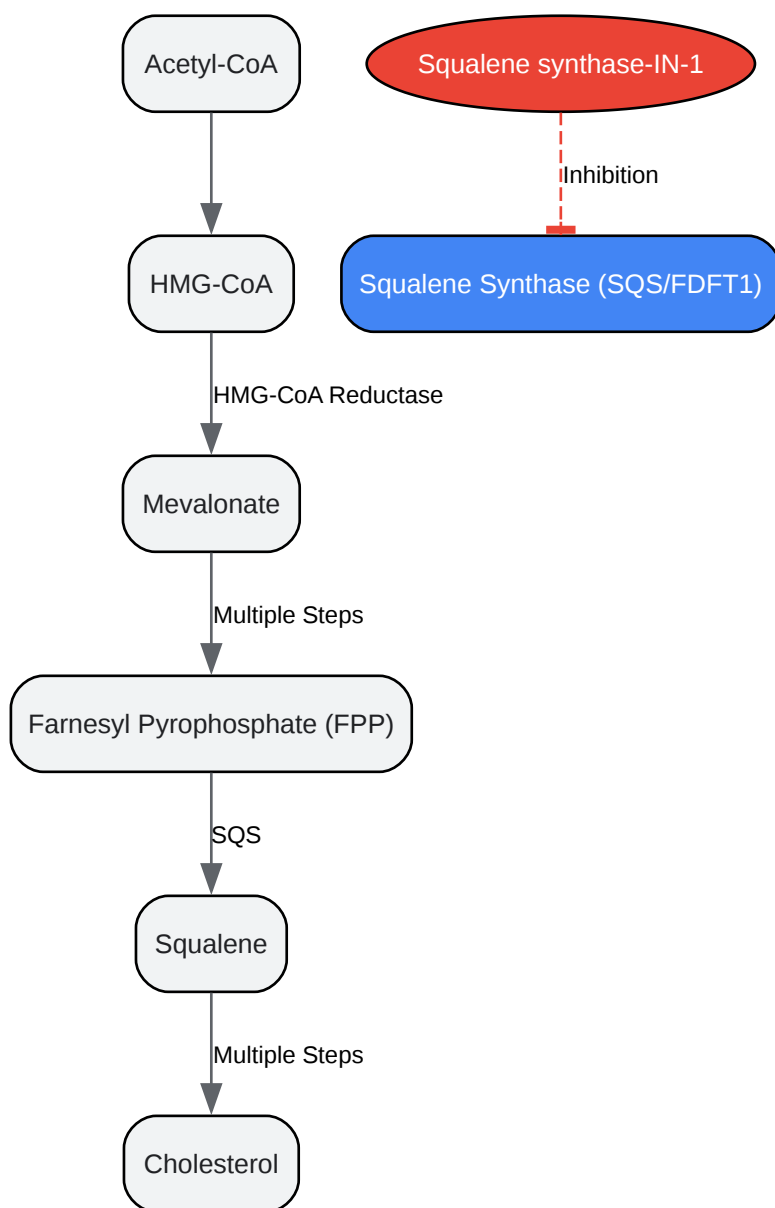 Acetyl-CoA
Squalene synthase-IN-1
Inhibition
HMG-CoA
Squalene Synthase (SQS/FDFT1)
HMG-CoA Reductase
Mevalonate
Multiple Steps
Farnesyl Pyrophosphate (FPP)
SQS
Squalene
Multiple Steps
Cholesterol